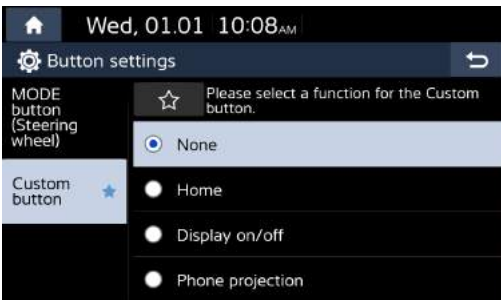 Wed, 01.01 10:08AM
Button settings
MODE
button
(Steering
wheel)
Custom
button
Please select a function for the Custom
button.
None
Home
Display on/off
Phone projection